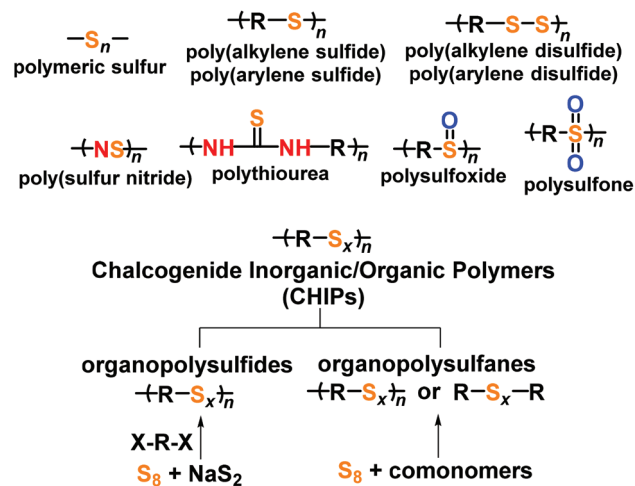 –Sₙ–
polymeric sulfur
(R–S)ₙ
poly(alkylene sulfide)
poly(arylene sulfide)
(R–S–S)ₙ
poly(alkylene disulfide)
poly(arylene disulfide)
(NS)ₙ
poly(sulfur nitride)
S
(NH–NH–R)ₙ
polythiourea
O
(R–S)ₙ
polysulfoxide
O
(R–S)ₙ
O
polysulfone
(R–Sₓ)ₙ
Chalcogenide Inorganic/Organic Polymers
(CHIPs)
organopolysulfides
(R–Sₓ)ₙ
X-R-X
S₈ + NaS₂
organopolysulfanes
(R–Sₓ)ₙ or R–Sₓ–R
S₈ + comonomers